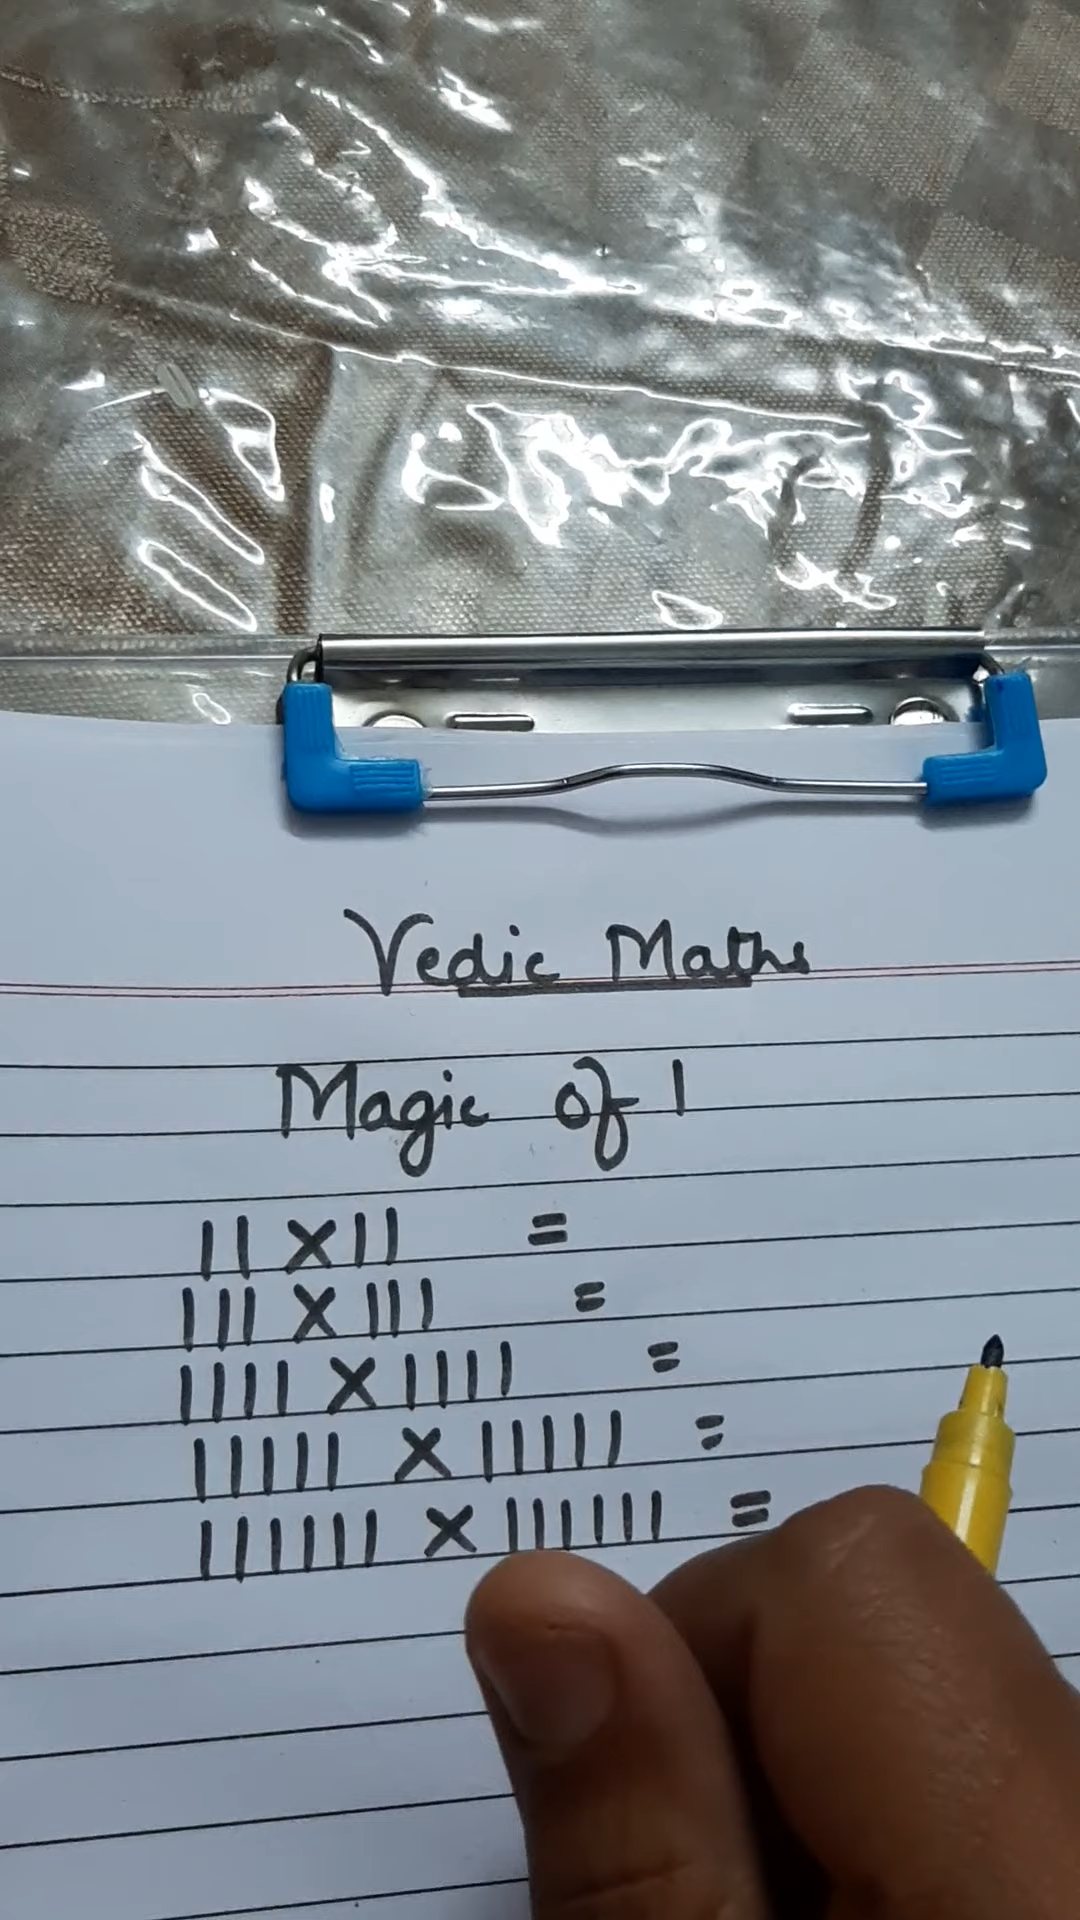 Vedic Maths
Magic of 1
11 x 11 =
111 x 111 =
1111 x 1111 =
11111 x 11111 =
111111 x 111111 =